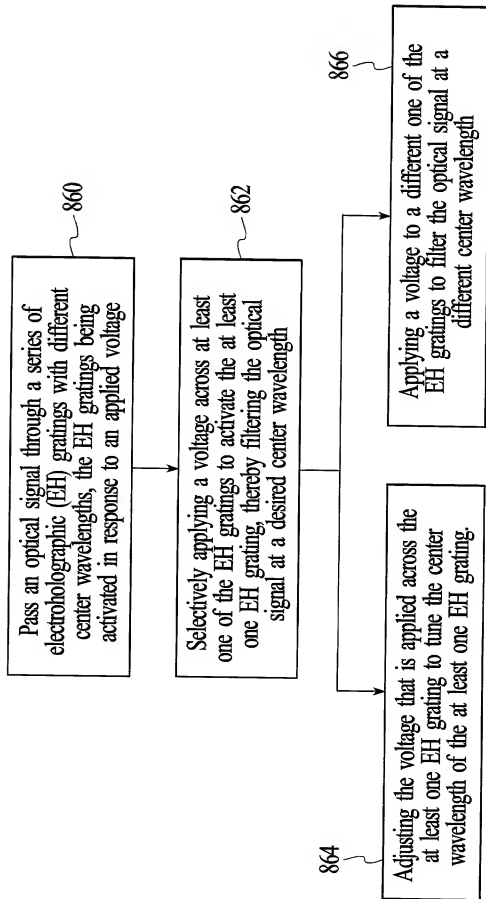 Pass an optical signal through a series of
electroholographic (EH) gratings with different
center wavelengths, the EH gratings being
activated in response to an applied voltage
860
Selectively applying a voltage across at least
one of the EH gratings to activate the at least
one EH grating, thereby filtering the optical
signal at a desired center wavelength
862
864
Adjusting the voltage that is applied across the
at least one EH grating to tune the center
wavelength of the at least one EH grating.
866
Applying a voltage to a different one of the
EH gratings to filter the optical signal at a
different center wavelength